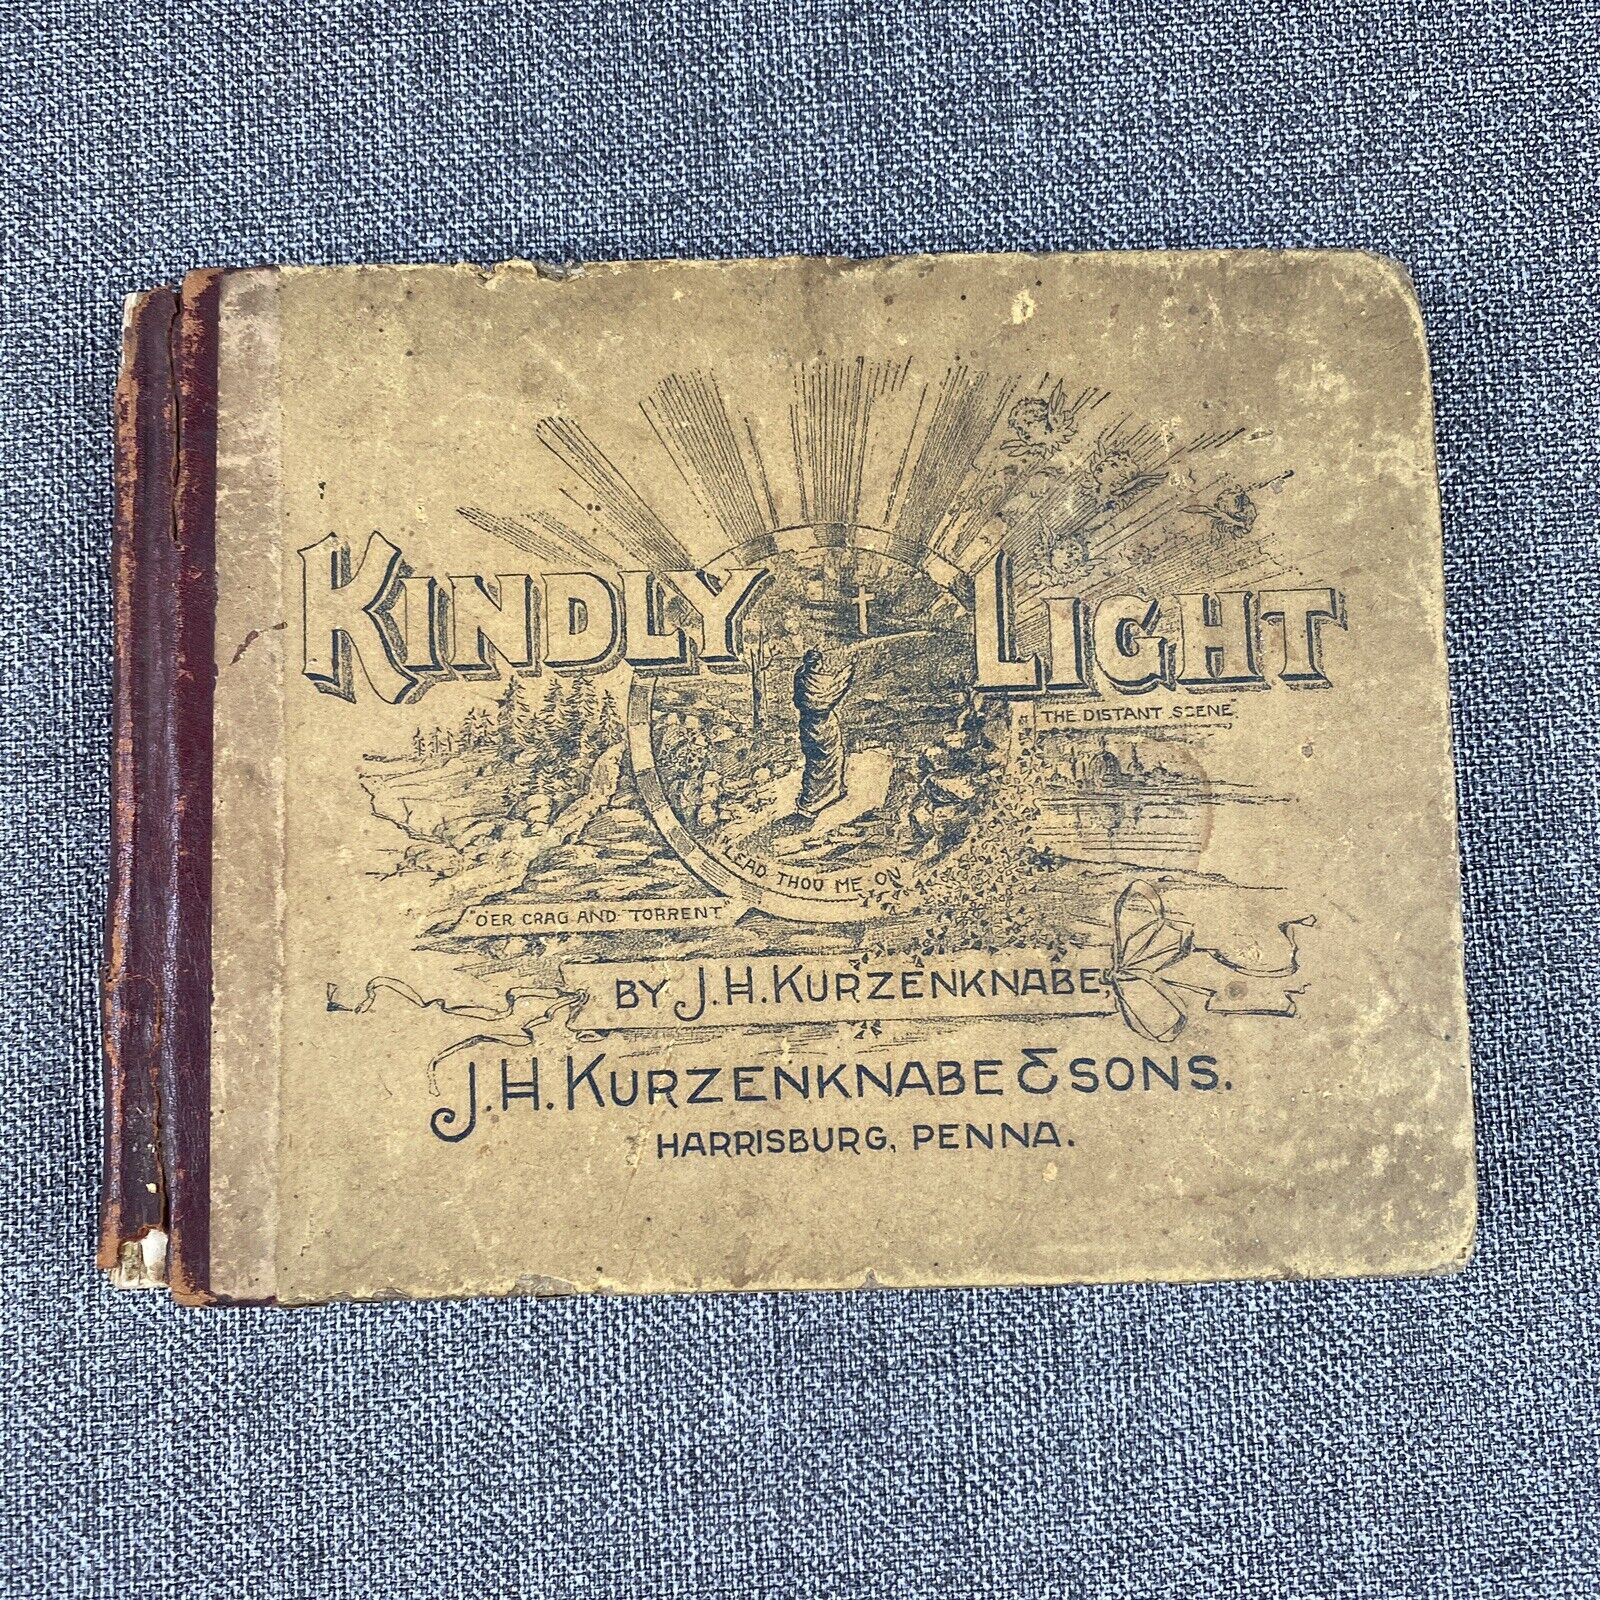 KINDLY LIGHT
"THE DISTANT SCENE"
"LEAD THOU ME ON
"O'ER CRAG AND TORRENT"
BY J.H. KURZENKNABE,
J.H. KURZENKNABE & SONS.
HARRISBURG, PENNA.